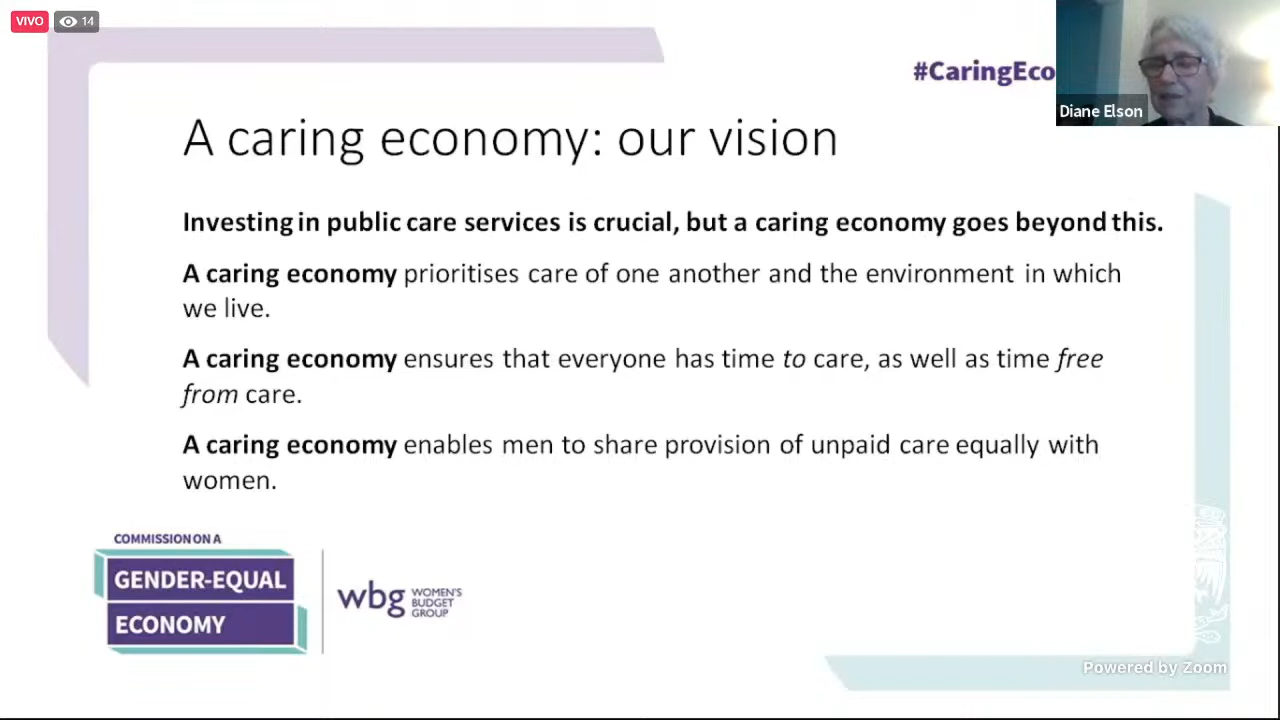 VIVO 14
#CaringEco
Diane Elson
A caring economy: our vision
Investing in public care services is crucial, but a caring economy goes beyond this.
A caring economy prioritises care of one another and the environment in which
we live.
A caring economy ensures that everyone has time to care, as well as time free
from care.
A caring economy enables men to share provision of unpaid care equally with
women.
COMMISSION ON A
GENDER-EQUAL
ECONOMY
wbg WOMEN'S
BUDGET
GROUP
Powered by Zoom